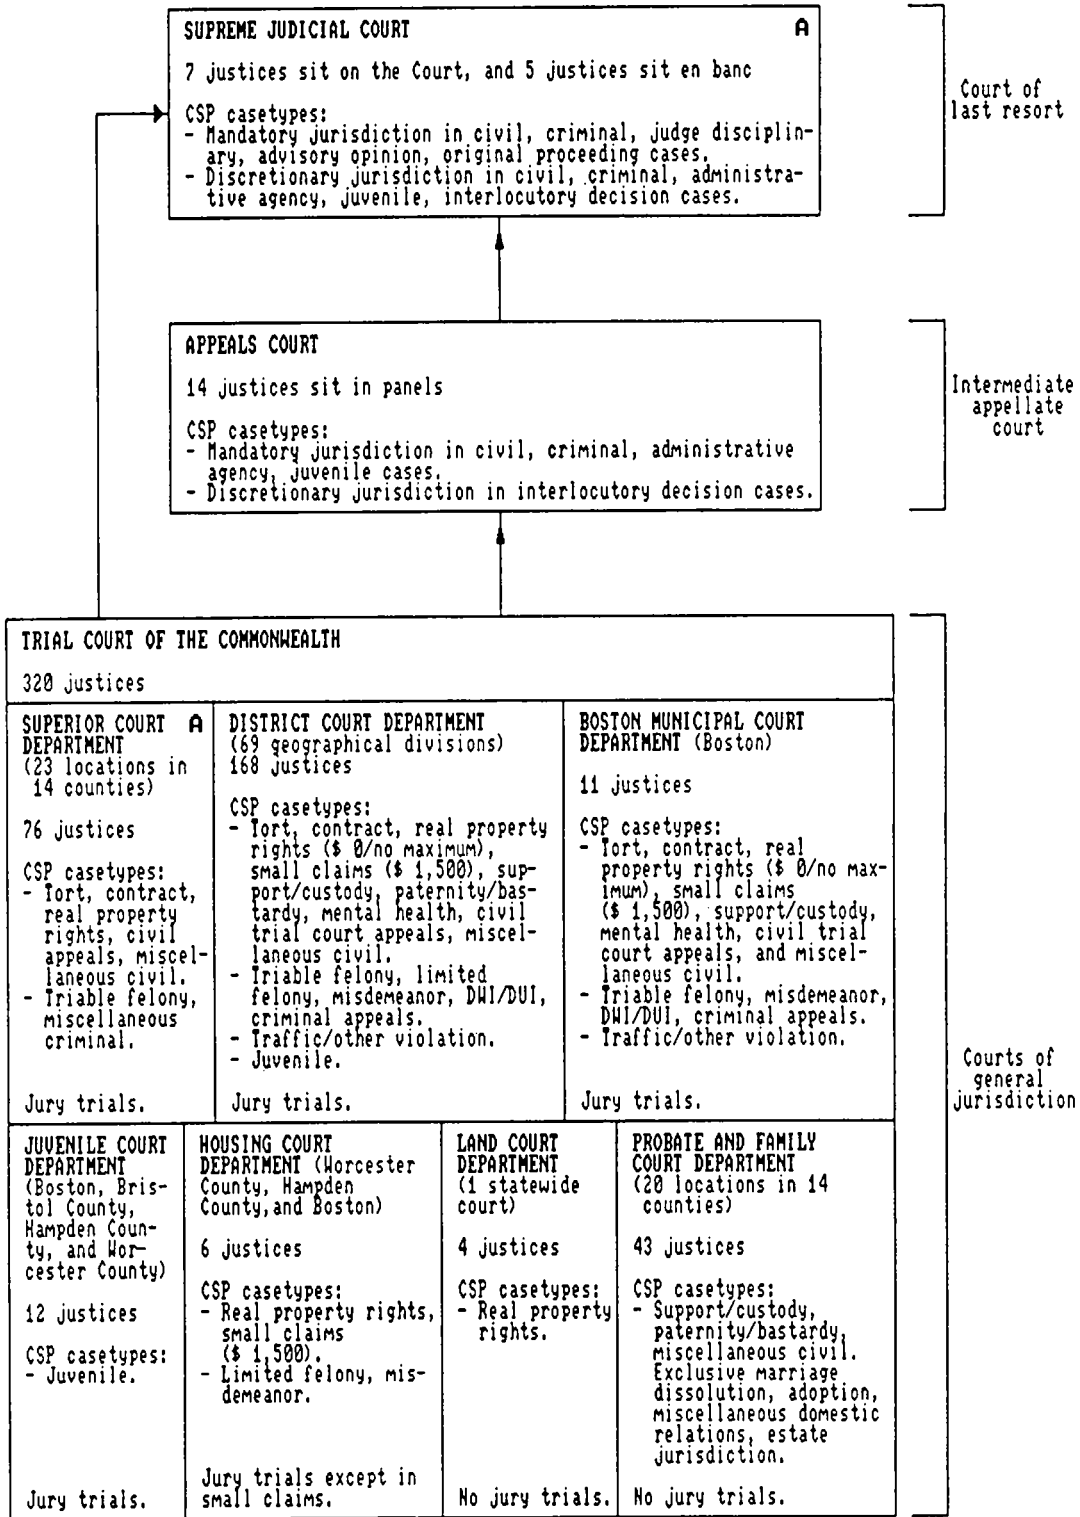 SUPREME JUDICIAL COURT A
7 justices sit on the Court, and 5 justices sit en banc
CSP casetypes:
- Mandatory jurisdiction in civil, criminal, judge disciplin-
ary, advisory opinion, original proceeding cases.
- Discretionary jurisdiction in civil, criminal, administra-
tive agency, juvenile, interlocutory decision cases.
Court of
last resort
APPEALS COURT
14 justices sit in panels
CSP casetypes:
- Mandatory jurisdiction in civil, criminal, administrative
agency, juvenile cases.
- Discretionary jurisdiction in interlocutory decision cases.
Intermediate
appellate
court
TRIAL COURT OF THE COMMONWEALTH
320 justices
SUPERIOR COURT A
DEPARTMENT
(23 locations in
14 counties)
76 justices
CSP casetypes:
- Tort, contract,
real property
rights, civil
appeals, miscel-
laneous civil.
- Triable felony,
miscellaneous
criminal.
Jury trials.
DISTRICT COURT DEPARTMENT
(69 geographical divisions)
168 justices
CSP casetypes:
- Tort, contract, real property
rights ($ 0/no maximum),
small claims ($ 1,500), sup-
port/custody, paternity/bas-
tardy, mental health, civil
trial court appeals, miscel-
laneous civil.
- Triable felony, limited
felony, misdemeanor, DWI/DUI,
criminal appeals.
- Traffic/other violation.
- Juvenile.
Jury trials.
BOSTON MUNICIPAL COURT
DEPARTMENT (Boston)
11 justices
CSP casetypes:
- Tort, contract, real
property rights ($ 0/no max-
imum), small claims
($ 1,500), support/custody,
mental health, civil trial
court appeals, and miscel-
laneous civil.
- Triable felony, misdemeanor,
DWI/DUI, criminal appeals.
- Traffic/other violation.
Jury trials.
Courts of
general
jurisdiction
JUVENILE COURT
DEPARTMENT
(Boston, Bris-
tol County,
Hampden Coun-
ty, and Wor-
cester County)
12 justices
CSP casetypes:
- Juvenile.
Jury trials.
HOUSING COURT
DEPARTMENT (Worcester
County, Hampden
County,and Boston)
6 justices
CSP casetypes:
- Real property rights,
small claims
($ 1,500).
- Limited felony, mis-
demeanor.
Jury trials except in
small claims.
LAND COURT
DEPARTMENT
(1 statewide
court)
4 justices
CSP casetypes:
- Real property
rights.
No jury trials.
PROBATE AND FAMILY
COURT DEPARTMENT
(20 locations in 14
counties)
43 justices
CSP casetypes:
- Support/custody,
paternity/bastardy,
miscellaneous civil.
Exclusive marriage
dissolution, adoption,
miscellaneous domestic
relations, estate
jurisdiction.
No jury trials.